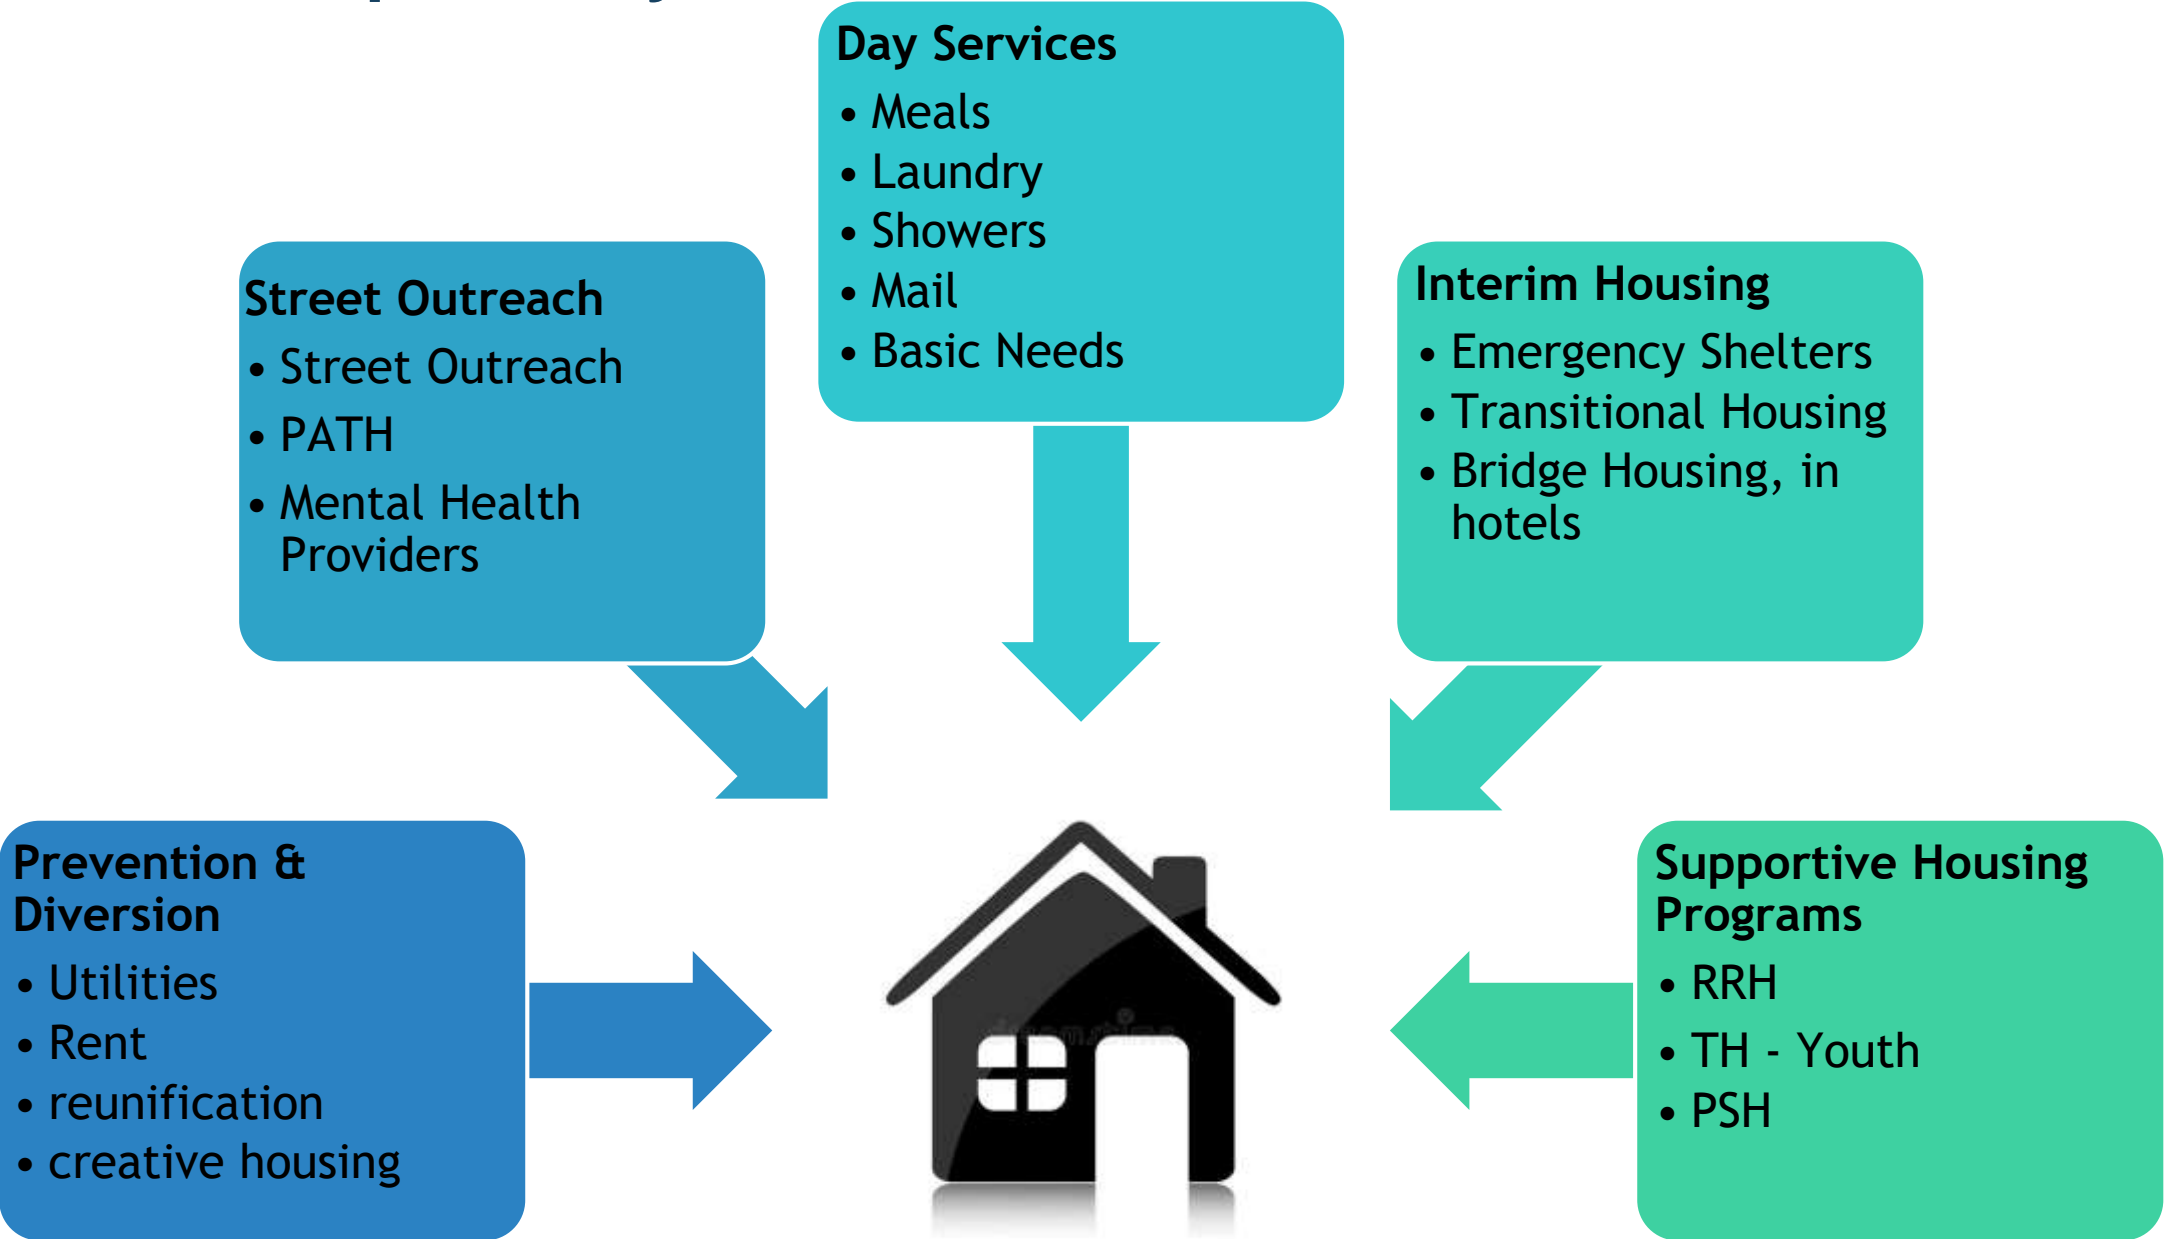 Day Services
• Meals
• Laundry
• Showers
• Mail
• Basic Needs
Street Outreach
• Street Outreach
• PATH
• Mental Health
Providers
Interim Housing
• Emergency Shelters
• Transitional Housing
• Bridge Housing, in
hotels
Prevention &
Diversion
• Utilities
• Rent
• reunification
• creative housing
Supportive Housing
Programs
• RRH
• TH - Youth
• PSH
dreamstime